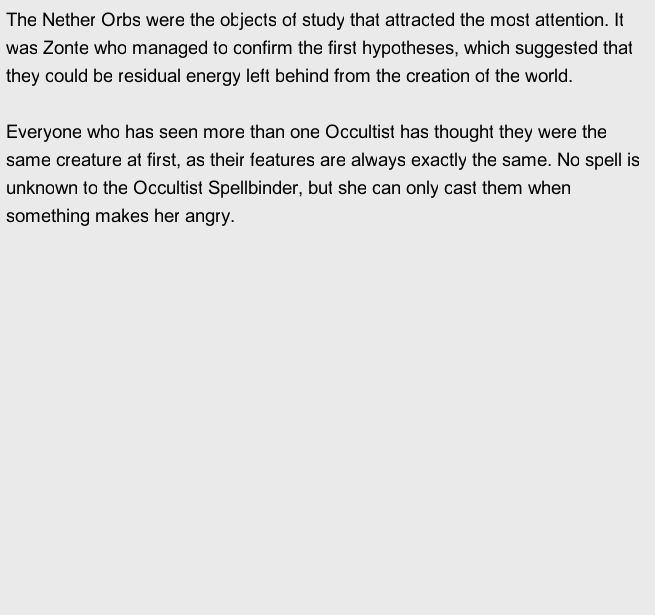 The Nether Orbs were the objects of study that attracted the most attention. It
was Zonte who managed to confirm the first hypotheses, which suggested that
they could be residual energy left behind from the creation of the world.
Everyone who has seen more than one Occultist has thought they were the
same creature at first, as their features are always exactly the same. No spell is
unknown to the Occultist Spellbinder, but she can only cast them when
something makes her angry.